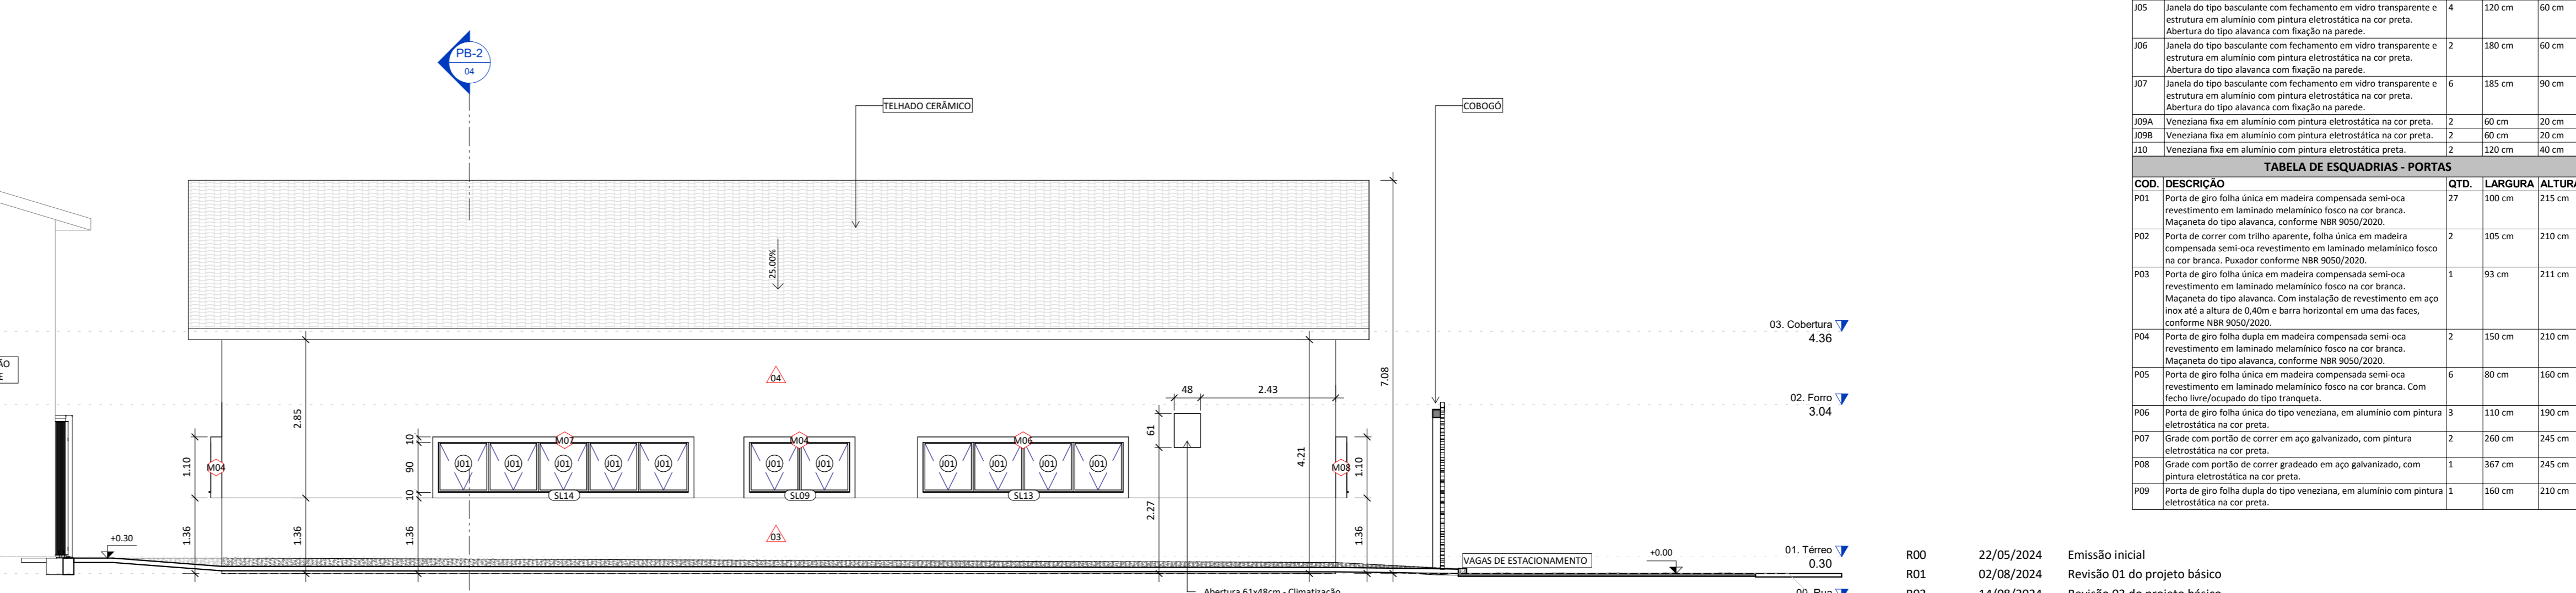 PB-2
04
TELHADO CERÂMICO
COBOGÓ
25.00%
03. Cobertura
4.36
04
7.08
48
2.43
02. Forro
3.04
ÃO
E
2.85
61
4.21
1.10
M04
10
90
10
M07
J01
J01
J01
J01
J01
SL14
M04
J01
J01
SL09
M06
J01
J01
J01
J01
SL13
M08
1.10
1.36
1.36
1.36
2.27
1.36
03
+0.30
VAGAS DE ESTACIONAMENTO
+0.00
01. Térreo
0.30
Abertura 61x48cm - Climatização
00. Rua
J05 Janela do tipo basculante com fechamento em vidro transparente e 4 120 cm 60 cm
estrutura em alumínio com pintura eletrostática na cor preta.
Abertura do tipo alavanca com fixação na parede.
J06 Janela do tipo basculante com fechamento em vidro transparente e 2 180 cm 60 cm
estrutura em alumínio com pintura eletrostática na cor preta.
Abertura do tipo alavanca com fixação na parede.
J07 Janela do tipo basculante com fechamento em vidro transparente e 6 185 cm 90 cm
estrutura em alumínio com pintura eletrostática na cor preta.
Abertura do tipo alavanca com fixação na parede.
J09A Veneziana fixa em alumínio com pintura eletrostática na cor preta. 2 60 cm 20 cm
J09B Veneziana fixa em alumínio com pintura eletrostática na cor preta. 2 60 cm 20 cm
J10 Veneziana fixa em alumínio com pintura eletrostática preta. 2 120 cm 40 cm
TABELA DE ESQUADRIAS - PORTAS
COD. DESCRIÇÃO QTD. LARGURA ALTURA
P01 Porta de giro folha única em madeira compensada semi-oca 27 100 cm 215 cm
revestimento em laminado melamínico fosco na cor branca.
Maçaneta do tipo alavanca, conforme NBR 9050/2020.
P02 Porta de correr com trilho aparente, folha única em madeira 2 105 cm 210 cm
compensada semi-oca revestimento em laminado melamínico fosco
na cor branca. Puxador conforme NBR 9050/2020.
P03 Porta de giro folha única em madeira compensada semi-oca 1 93 cm 211 cm
revestimento em laminado melamínico fosco na cor branca.
Maçaneta do tipo alavanca. Com instalação de revestimento em aço
inox até a altura de 0,40m e barra horizontal em uma das faces,
conforme NBR 9050/2020.
P04 Porta de giro folha dupla em madeira compensada semi-oca 2 150 cm 210 cm
revestimento em laminado melamínico fosco na cor branca.
Maçaneta do tipo alavanca, conforme NBR 9050/2020.
P05 Porta de giro folha única em madeira compensada semi-oca 6 80 cm 160 cm
revestimento em laminado melamínico fosco na cor branca. Com
fecho livre/ocupado do tipo tranqueta.
P06 Porta de giro folha única do tipo veneziana, em alumínio com pintura 3 110 cm 190 cm
eletrostática na cor preta.
P07 Grade com portão de correr em aço galvanizado, com pintura 2 260 cm 245 cm
eletrostática na cor preta.
P08 Grade com portão de correr gradeado em aço galvanizado, com 1 367 cm 245 cm
pintura eletrostática na cor preta.
P09 Porta de giro folha dupla do tipo veneziana, em alumínio com pintura 1 160 cm 210 cm
eletrostática na cor preta.
R00 22/05/2024 Emissão inicial
R01 02/08/2024 Revisão 01 do projeto básico
14/08/2024 do projeto básico